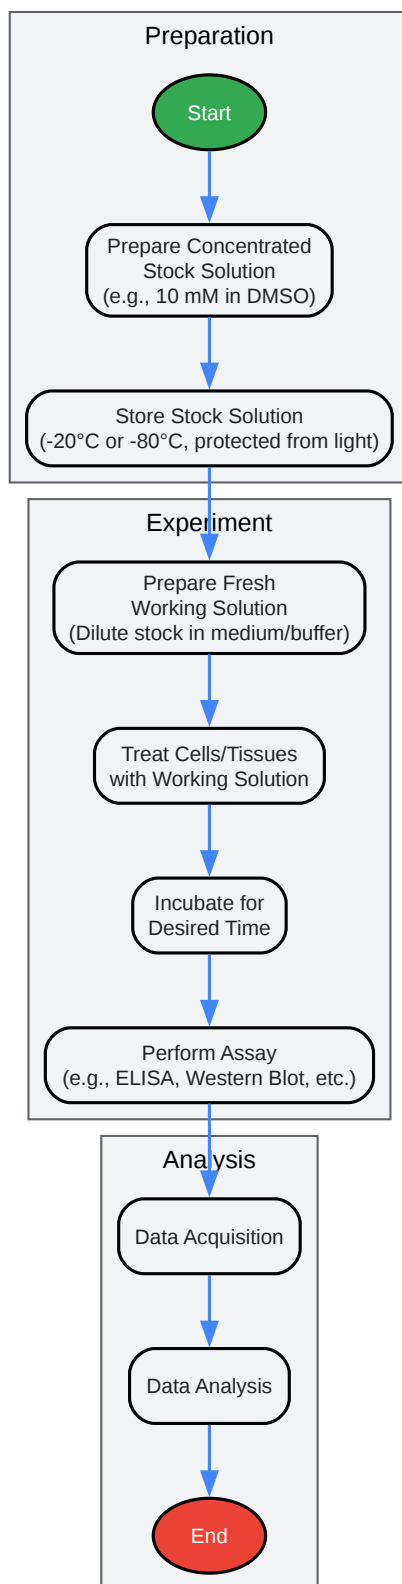 Preparation
Start
Prepare Concentrated
Stock Solution
(e.g., 10 mM in DMSO)
Store Stock Solution
(-20°C or -80°C, protected from light)
Experiment
Prepare Fresh
Working Solution
(Dilute stock in medium/buffer)
Treat Cells/Tissues
with Working Solution
Incubate for
Desired Time
Perform Assay
(e.g., ELISA, Western Blot, etc.)
Analysis
Data Acquisition
Data Analysis
End